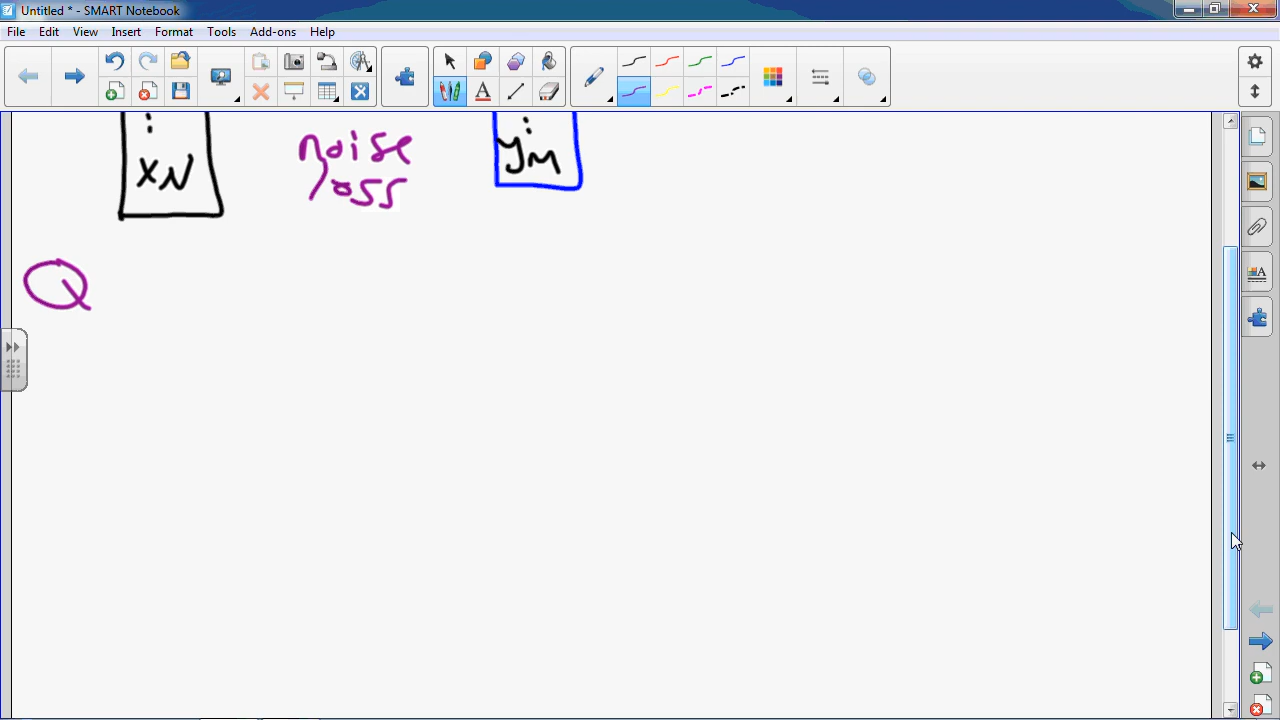 Untitled * - SMART Notebook
File Edit View Insert Format Tools Add-ons Help
:
XN
noise
loss
:
yM
Q